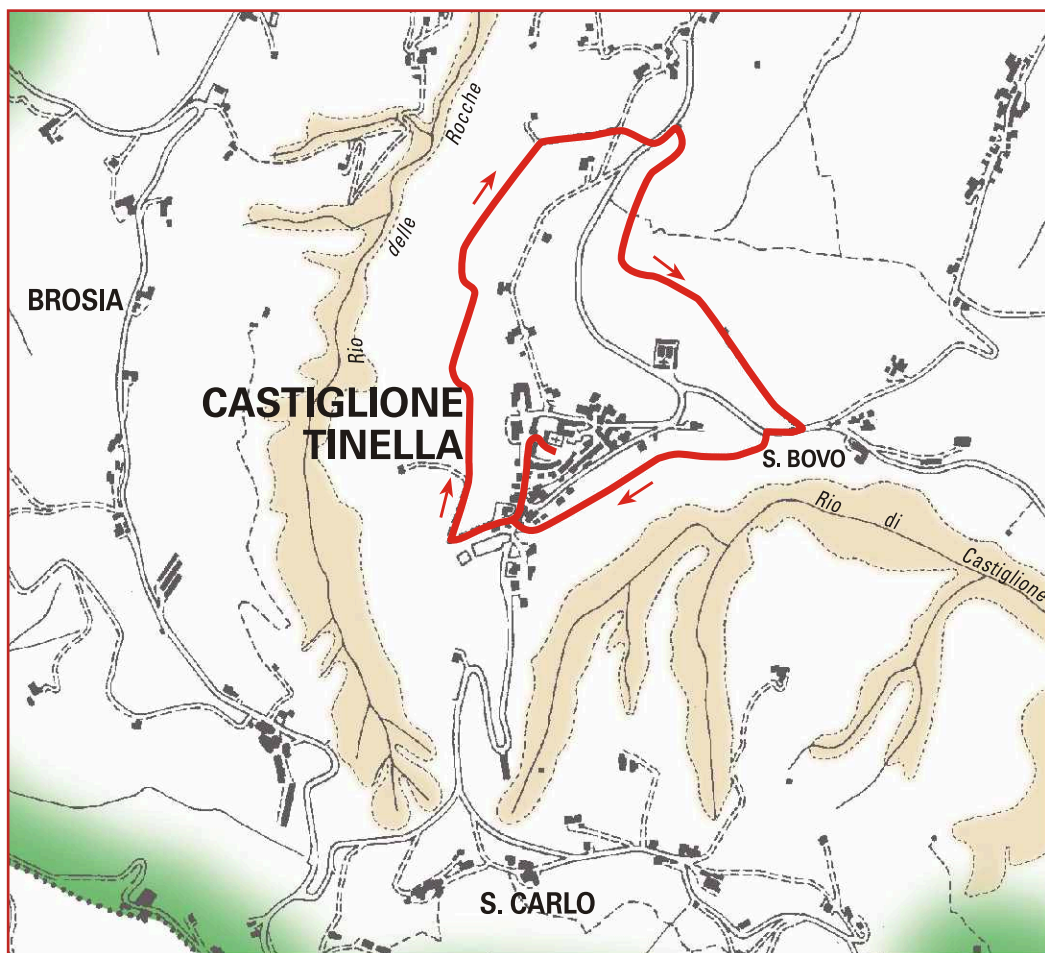 Rocche
delle
Rio
BROSIA
CASTIGLIONE
TINELLA
S. BOVO
Rio di
Castiglione
S. CARLO